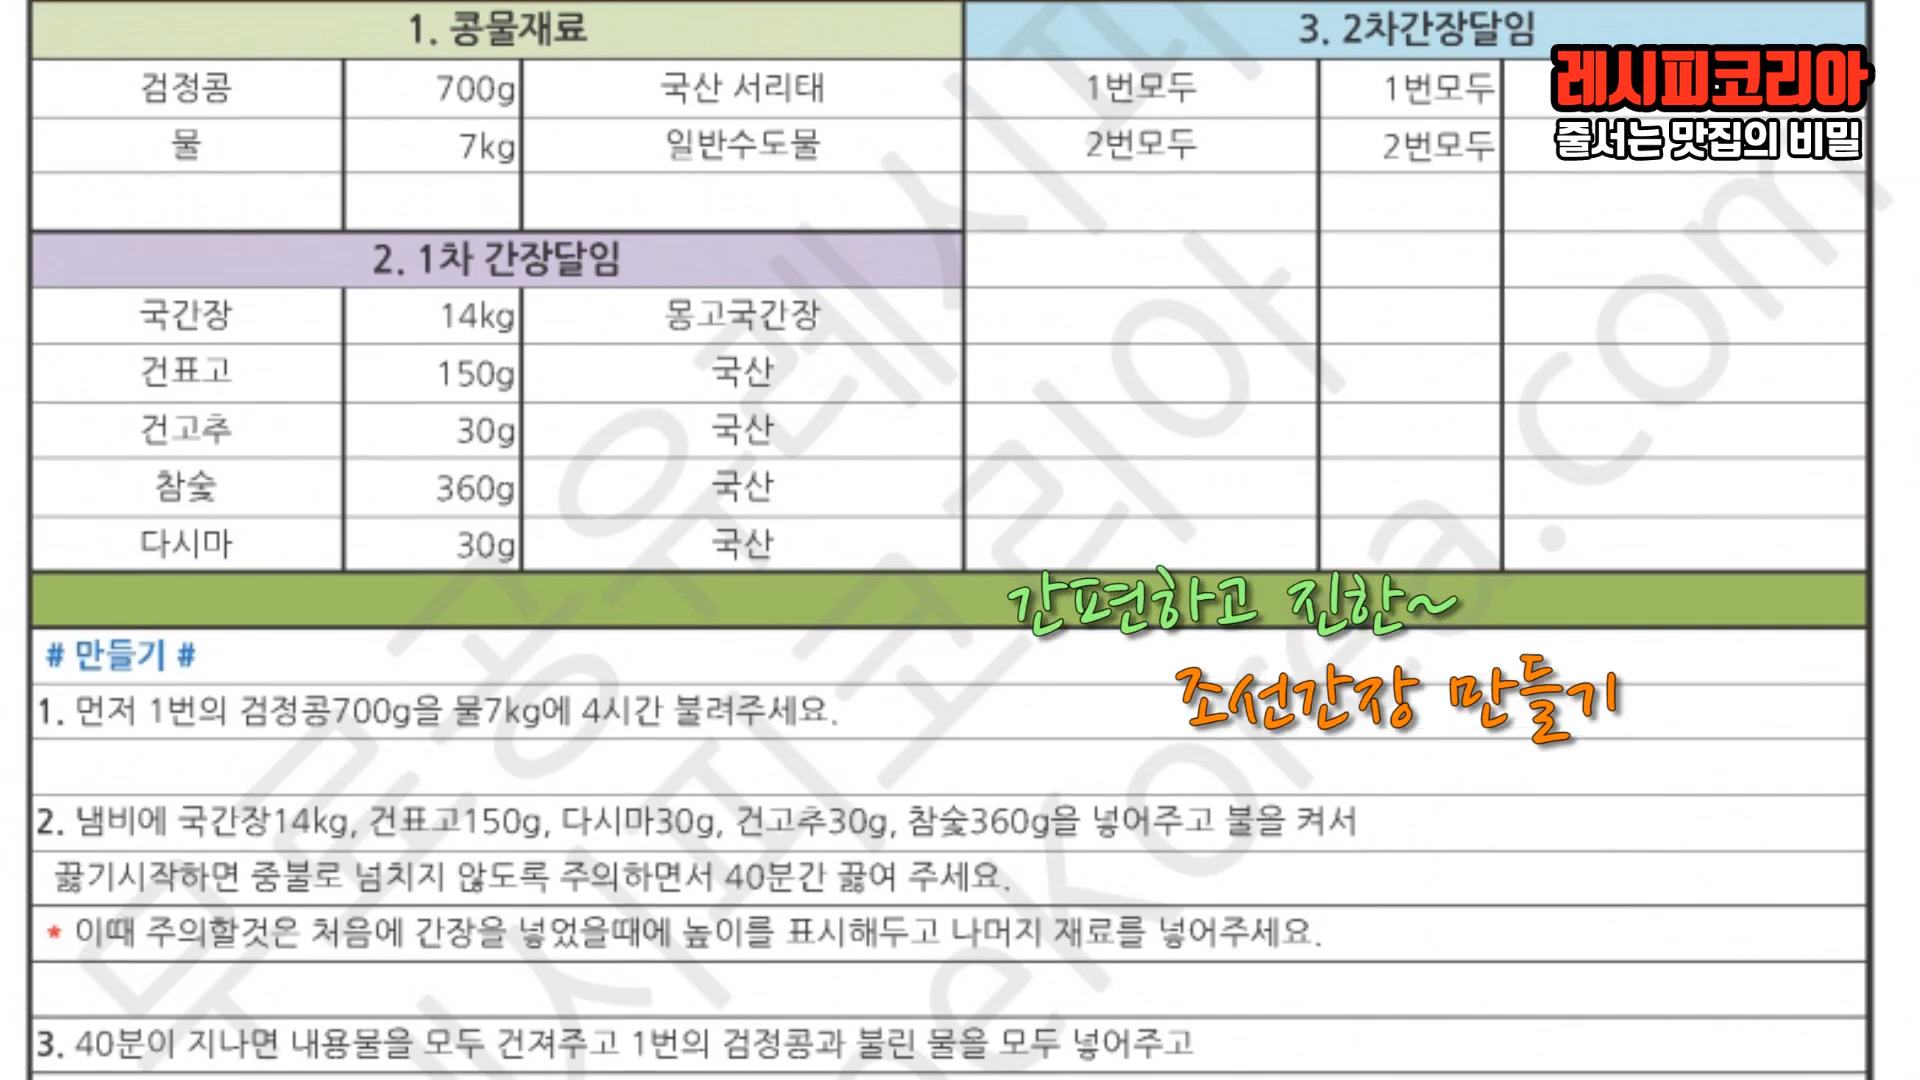 1. 콩물재료
검정콩 700g 국산 서리태
물 7kg 일반수도물
2. 1차 간장달임
국간장 14kg 몽고국간장
건표고 150g 국산
건고추 30g 국산
참숯 360g 국산
다시마 30g 국산
3. 2차간장달임
1번모두 1번모두
2번모두 2번모두
레시피코리아
줄서는 맛집의 비밀
간편하고 진한~
조선간장 만들기
# 만들기 #
1. 먼저 1번의 검정콩700g을 물7kg에 4시간 불려주세요.
2. 냄비에 국간장14kg, 건표고150g, 다시마30g, 건고추30g, 참숯360g을 넣어주고 불을 켜서
끓기시작하면 중불로 넘치지 않도록 주의하면서 40분간 끓여 주세요.
* 이때 주의할것은 처음에 간장을 넣었을때에 높이를 표시해두고 나머지 재료를 넣어주세요.
3. 40분이 지나면 내용물을 모두 건져주고 1번의 검정콩과 불린 물을 모두 넣어주고
무료공유레시피
레시피코리아
ekorea.com